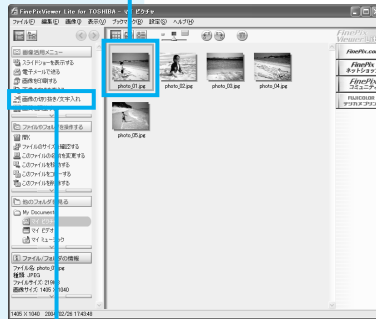 FinePixViewer Lite for TOSHIBA - マイ ピクチャ
ファイル(F) 編集(E) 画像(I) 表示(V) ブックマーク(B) 設定(S) ヘルプ(H)
画像活用メニュー
スライドショーを表示する
電子メールで送る
画像を印刷する
画像の切り抜き/文字入れ
ファイルやフォルダを操作する
開く
ファイルのサイズを確認する
このファイルの名前を変更する
このファイルを移動する
このファイルをコピーする
このファイルを削除する
他のフォルダを見る
My Documents
マイ ピクチャ
マイ ビデオ
マイ ミュージック
ファイル/フォルダの情報
ファイル名: photo_01.jpg
種類: JPEG
画像サイズ: 1405 × 1040
1405 × 1040 2004/02/26 17:43:48
photo_01.jpg photo_02.jpg photo_03.jpg photo_04.jpg
photo_05.jpg
FinePix.co
FinePix
ネットショッ
FinePix
コミュニティ
FUJICOLOR
デジカメプリン